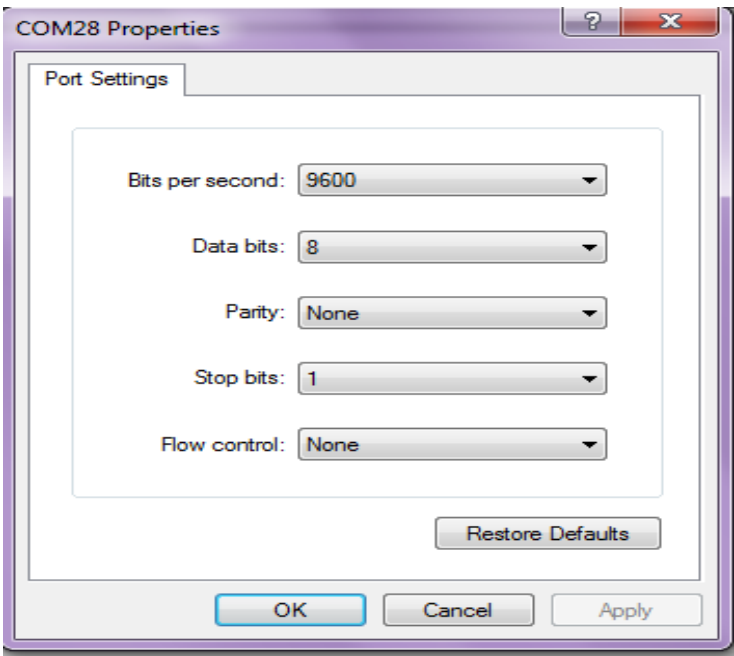 COM28 Properties
?
Port Settings
Bits per second: 9600
Data bits: 8
Parity: None
Stop bits: 1
Flow control: None
Restore Defaults
OK Cancel Apply